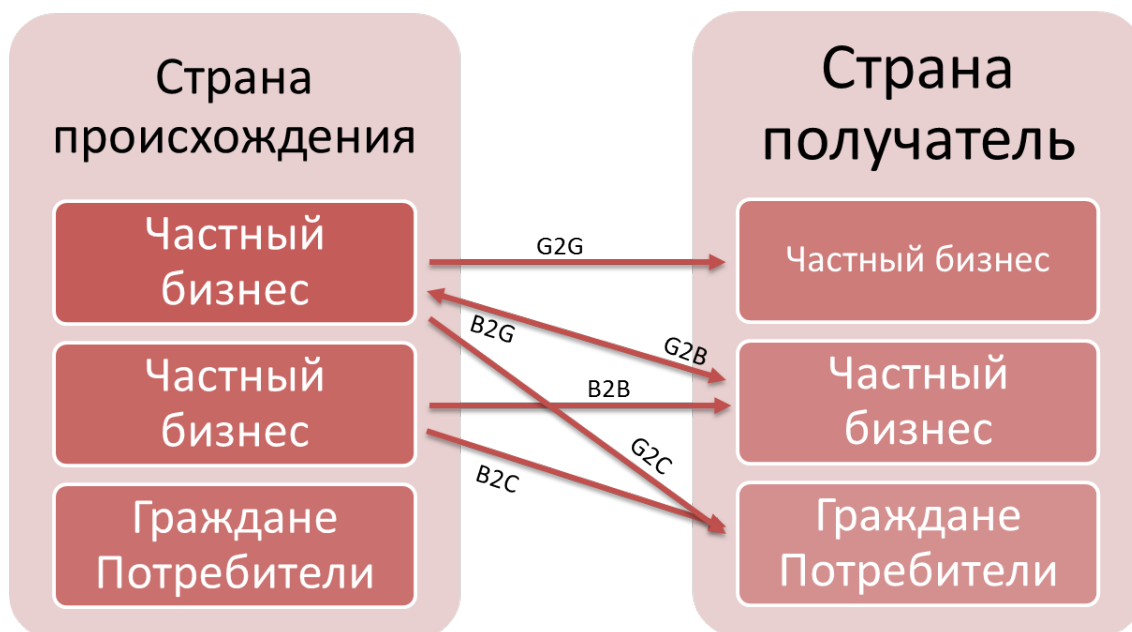 Страна
происхождения
Частный
бизнес
Частный
бизнес
Граждане
Потребители
G2G
B2G
G2B
B2B
G2C
B2C
Страна
получатель
Частный бизнес
Частный
бизнес
Граждане
Потребители